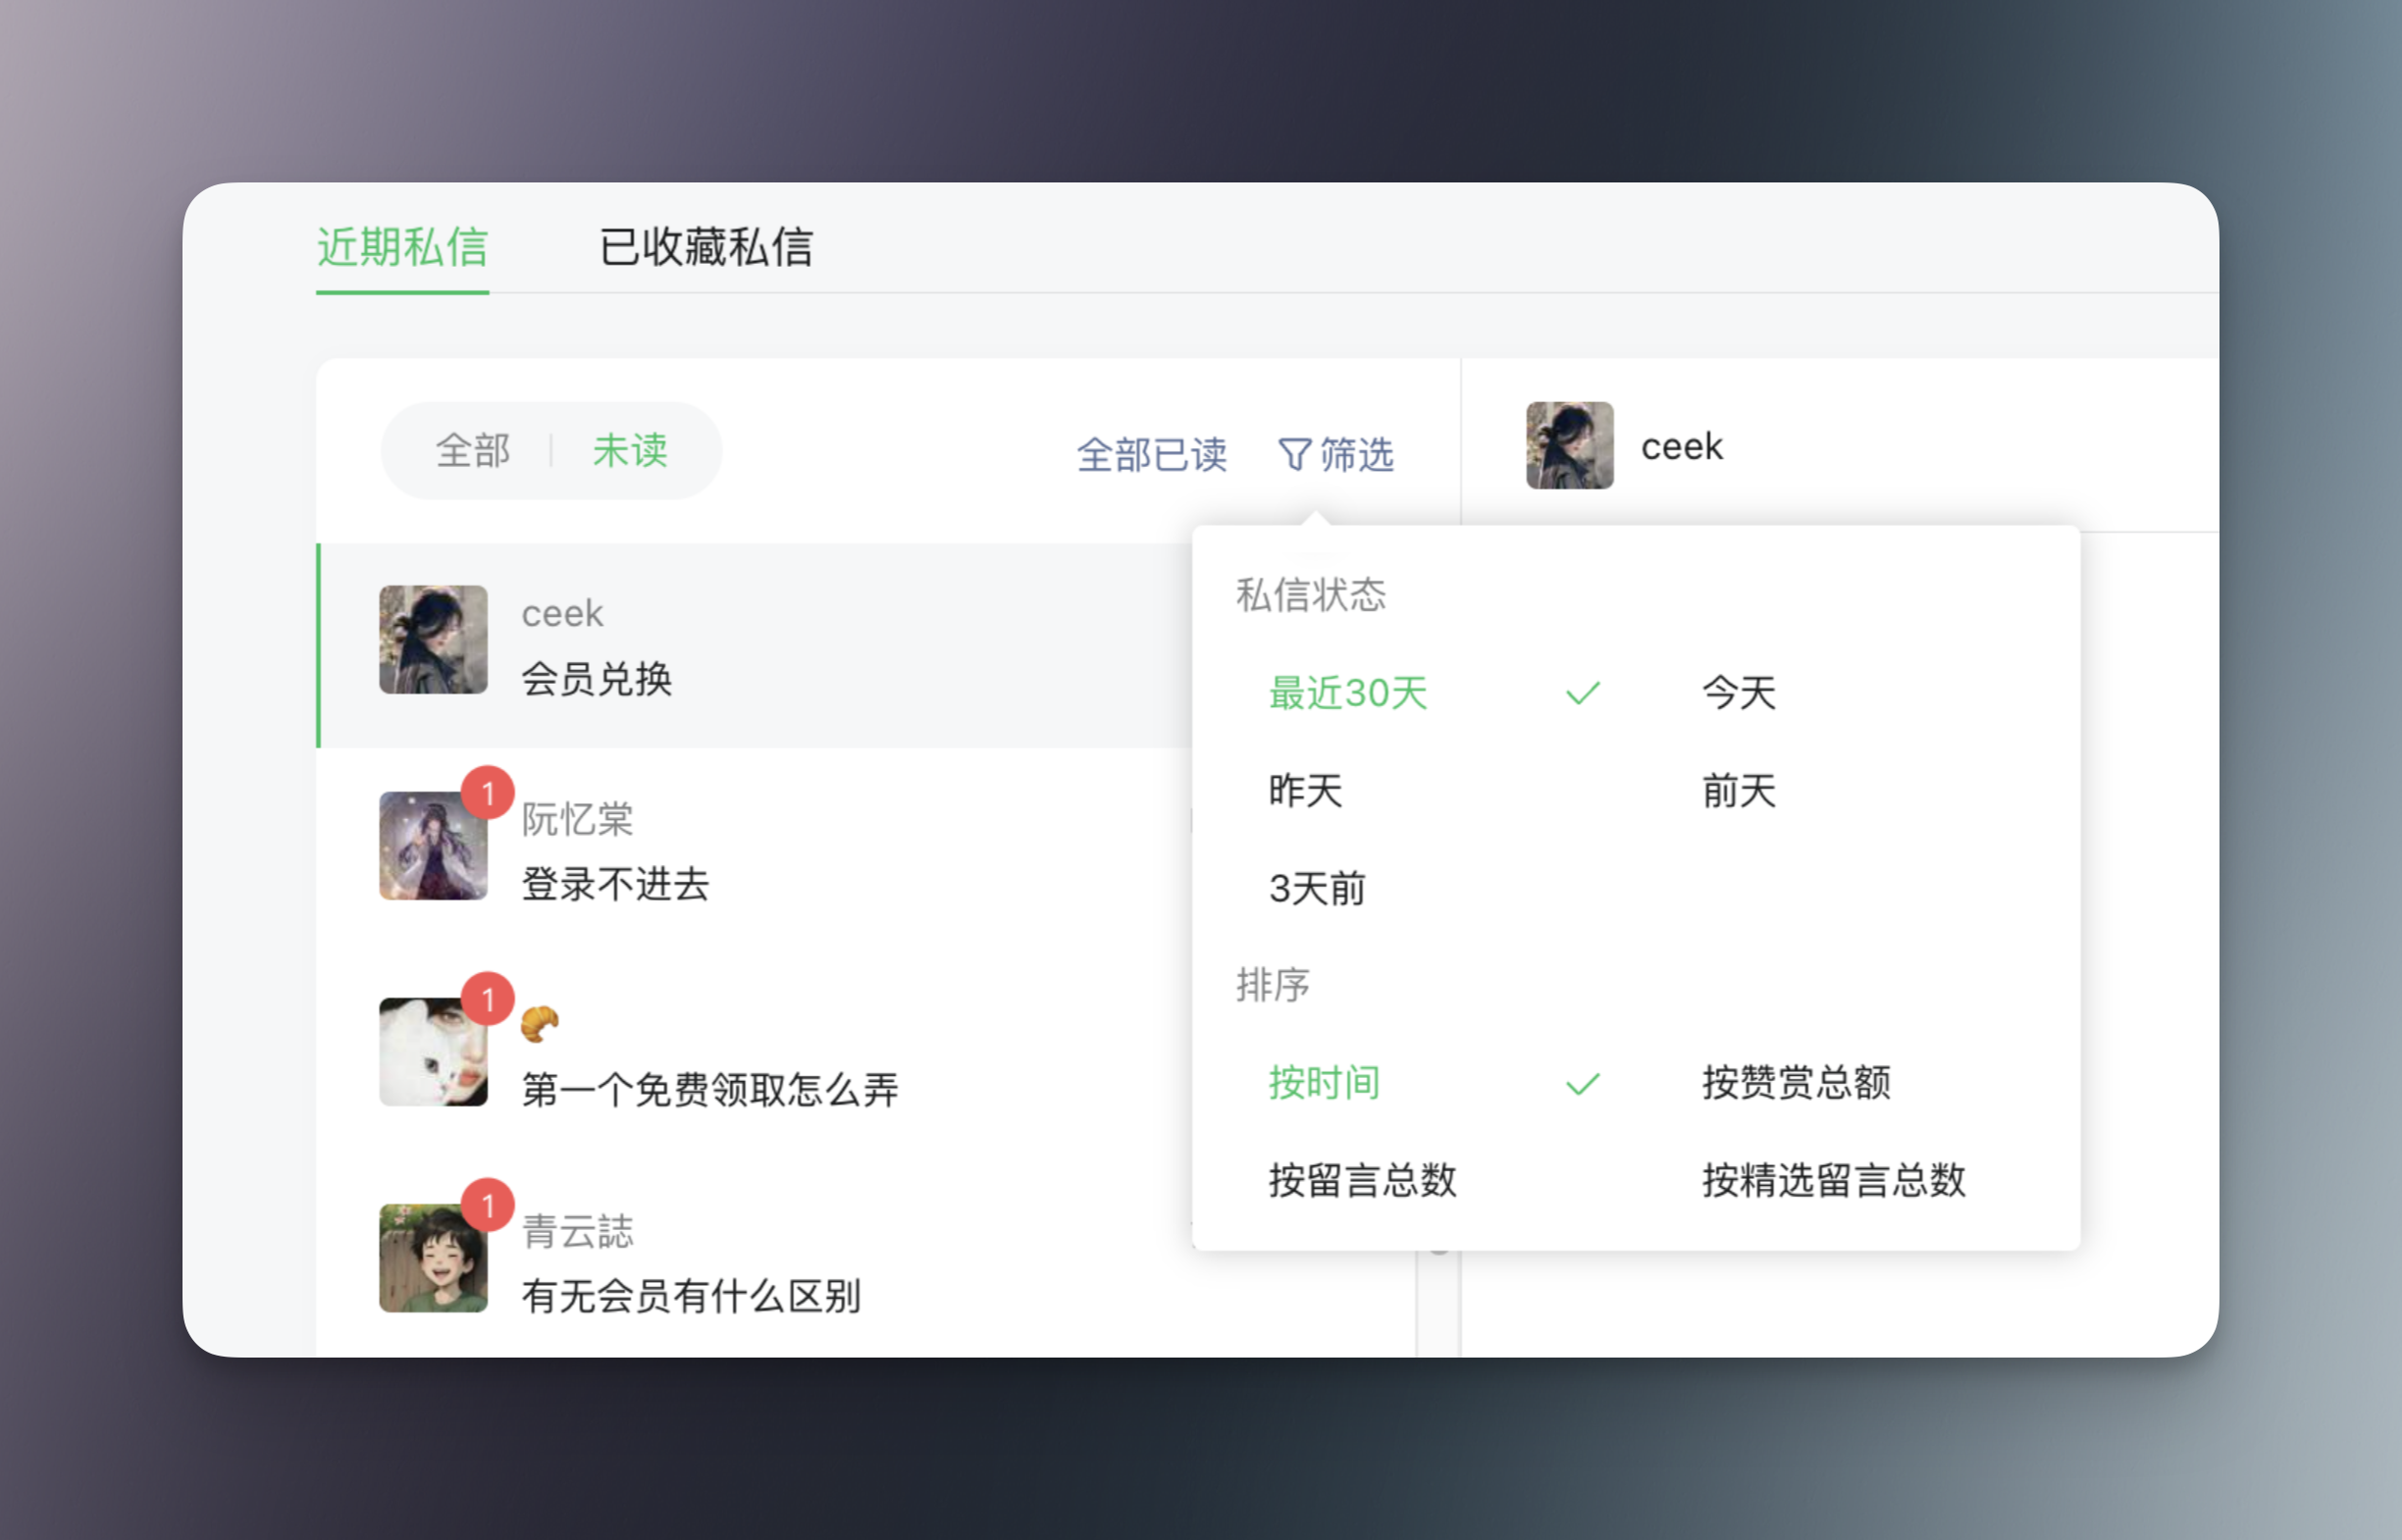 近期私信 已收藏私信
全部 未读 全部已读 筛选
ceek
ceek
会员兑换
1
阮忆棠
登录不进去
1
🥐
第一个免费领取怎么弄
1
青云誌
有无会员有什么区别
私信状态
最近30天 今天
昨天 前天
3天前
排序
按时间 按赞赏总额
按留言总数 按精选留言总数